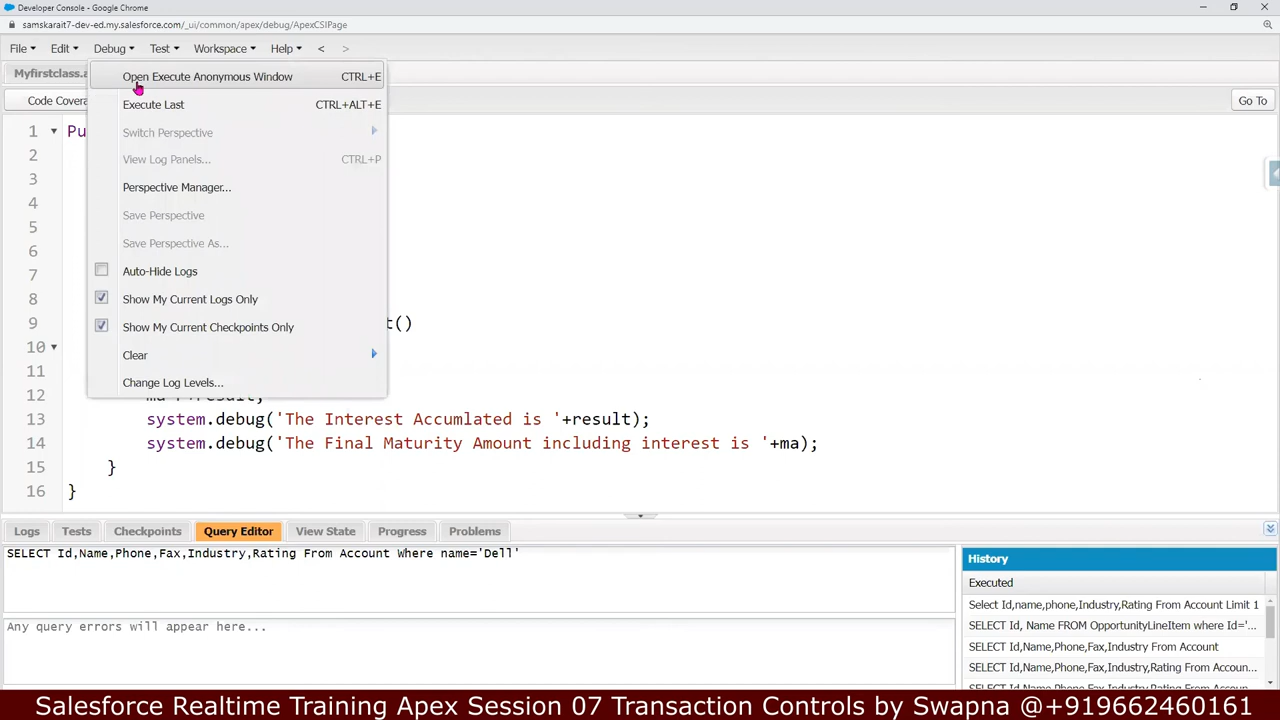 Developer Console - Google Chrome
samskarait7-dev-ed.my.salesforce.com/_ui/common/apex/debug/ApexCSIPage
File Edit Debug Test Workspace Help < >
Myfirstclass.a
Open Execute Anonymous Window CTRL+E
Code Covera
Go To
Execute Last CTRL+ALT+E
1 Pu
Switch Perspective
2
View Log Panels... CTRL+P
3
Perspective Manager...
4
Save Perspective
5
Save Perspective As...
6
Auto-Hide Logs
7
Show My Current Logs Only
8
Show My Current Checkpoints Only
9 t()
10
Clear
11
Change Log Levels...
12
13 system.debug('The Interest Accumlated is '+result);
14 system.debug('The Final Maturity Amount including interest is '+ma);
15 }
16 }
Logs Tests Checkpoints Query Editor View State Progress Problems
SELECT Id,Name,Phone,Fax,Industry,Rating From Account Where name='Dell'
Any query errors will appear here...
History
Executed
Select Id,name,phone,Industry,Rating From Account Limit 1
SELECT Id, Name FROM OpportunityLineItem where Id='...
SELECT Id,Name,Phone,Fax,Industry From Account
SELECT Id,Name,Phone,Fax,Industry,Rating From Accoun...
SELECT Id,Name,Phone,Fax,Industry,Rating From Accoun...
Salesforce Realtime Training Apex Session 07 Transaction Controls by Swapna @+919662460161